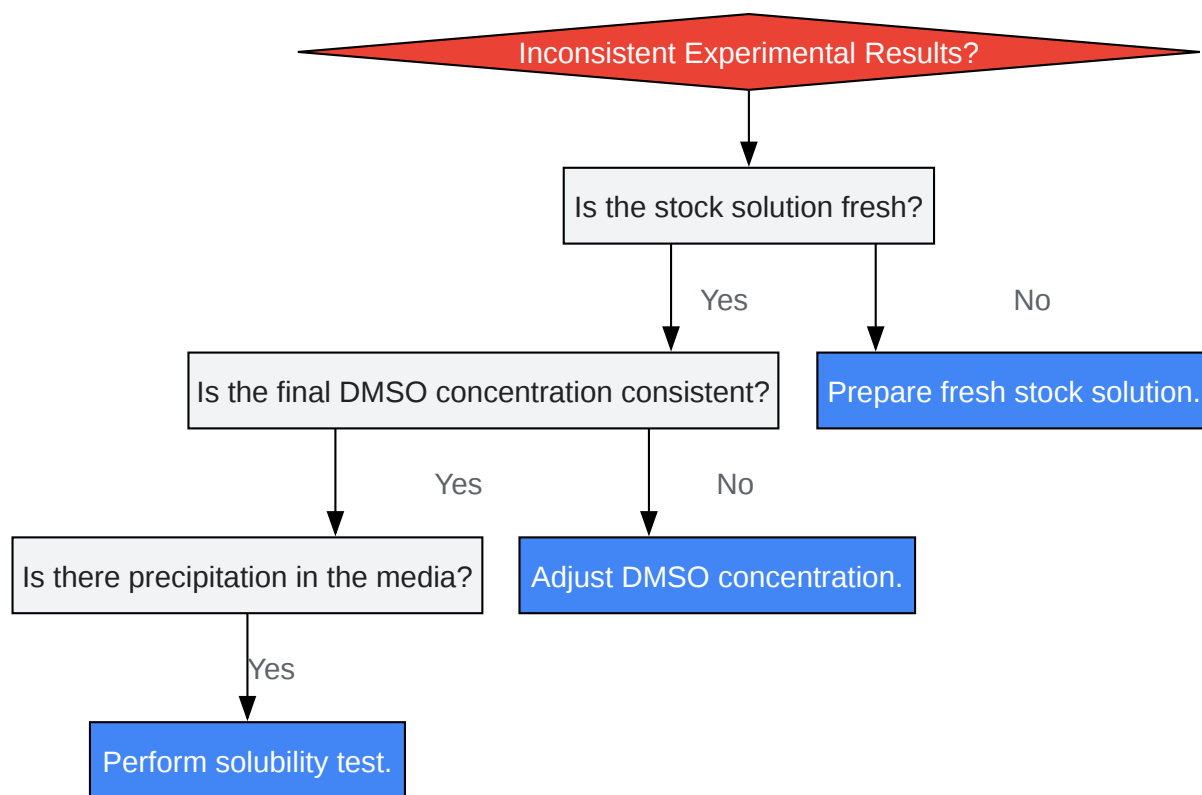 Inconsistent Experimental Results?
Is the stock solution fresh?
Yes
No
Is the final DMSO concentration consistent?
Prepare fresh stock solution.
Yes
No
Is there precipitation in the media?
Adjust DMSO concentration.
Yes
Perform solubility test.